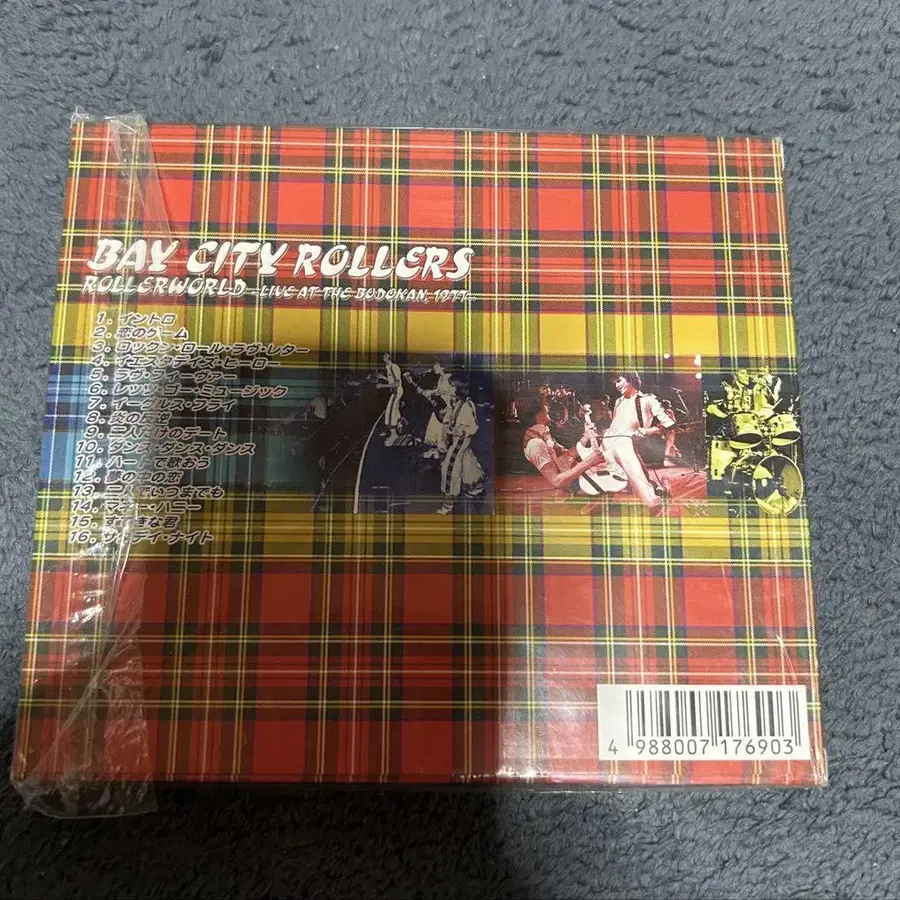 BAY CITY ROLLERS
ROLLERWORLD -LIVE AT THE BUDOKAN, 1977-
1. イントロ
2. 恋のゲーム
3. ロックン・ロール・ラヴ・レター
4. イエスタデイズ・ヒーロ
5. ラヴ・フィーヴァー
6. レッツ・ゴー・ミュージック
7. イーグルス・フライ
8. 炎の
9. 二人だけのデート
10. ダンス・ダンス・ダンス
11. ハートで歌おう
12. 夢の中の恋
13. 二人でいつまでも
14. マネー・ハニー
15. すてきな君
16. サタデイ・ナイト
4 988007 176903